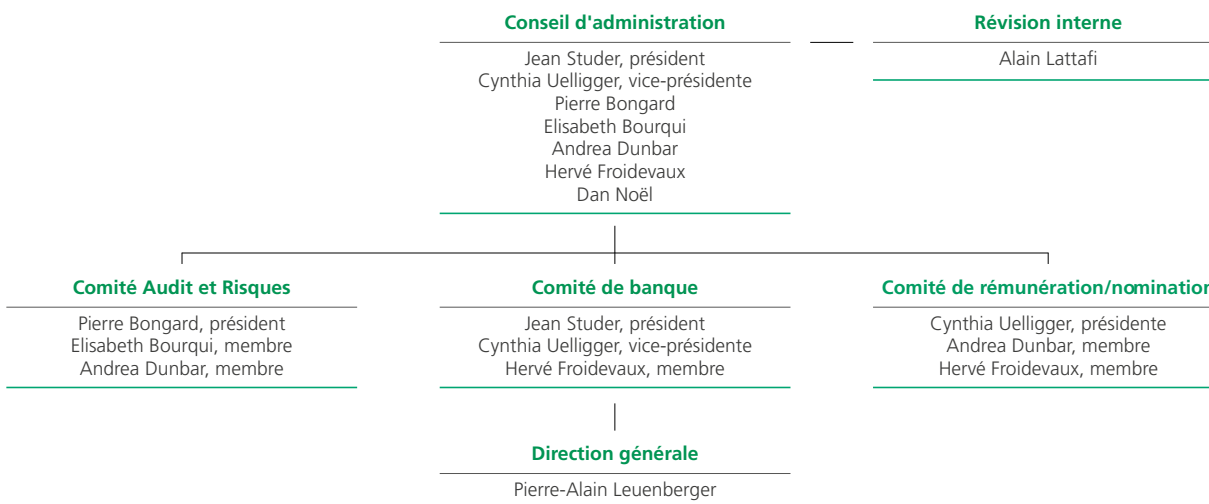 Conseil d'administration
Jean Studer, président
Cynthia Uelligger, vice-présidente
Pierre Bongard
Elisabeth Bourqui
Andrea Dunbar
Hervé Froidevaux
Dan Noël
Révision interne
Alain Lattafi
Comité Audit et Risques
Pierre Bongard, président
Elisabeth Bourqui, membre
Andrea Dunbar, membre
Comité de banque
Jean Studer, président
Cynthia Uelligger, vice-présidente
Hervé Froidevaux, membre
Comité de rémunération/nomination
Cynthia Uelligger, présidente
Andrea Dunbar, membre
Hervé Froidevaux, membre
Direction générale
Pierre-Alain Leuenberger